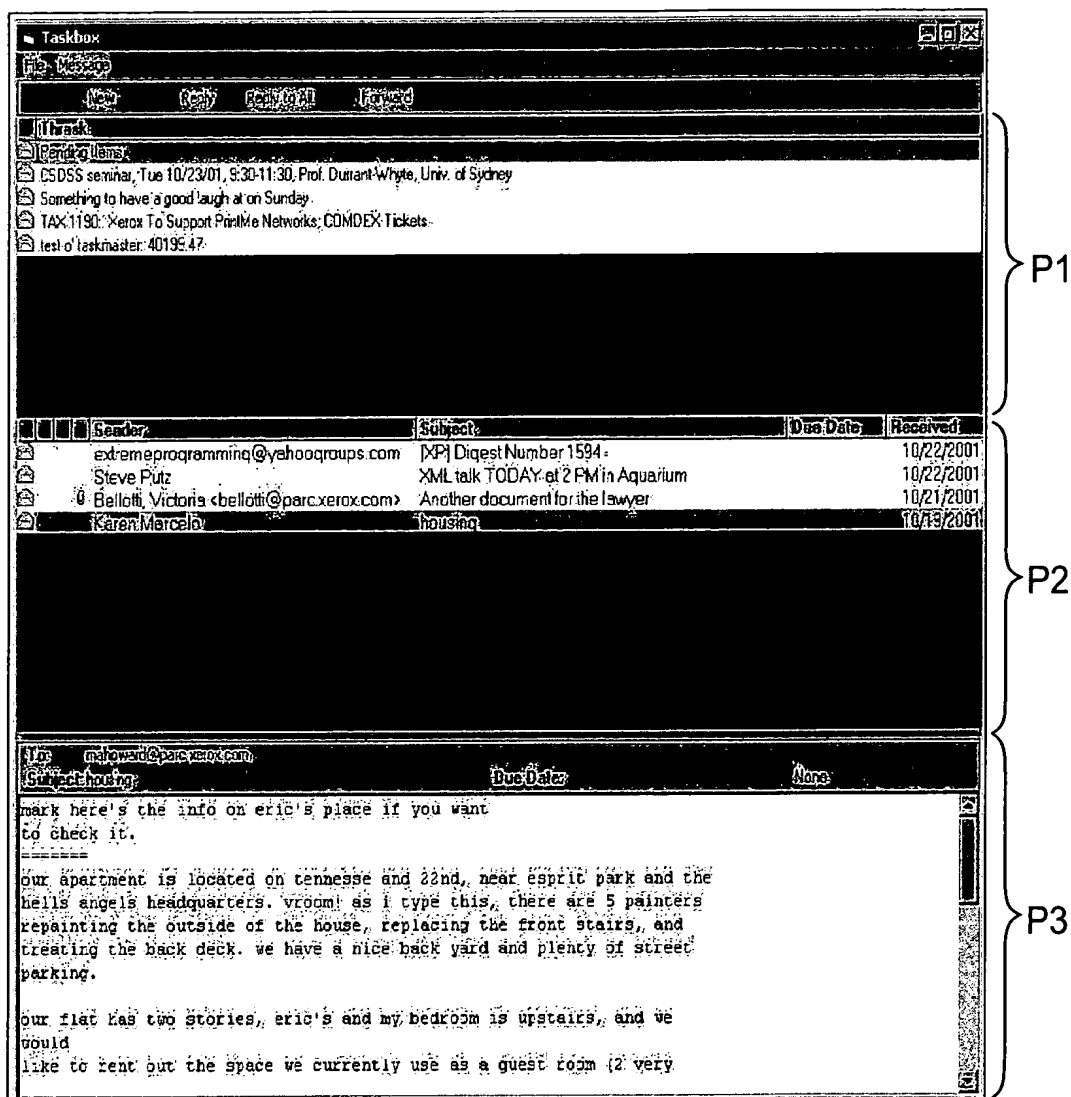 Taskbox
File Message
New Reply Reply to All Forward
Thrask
Pending Items
CSDSS seminar, Tue 10/23/01, 9:30-11:30, Prof. Durrant-Whyte, Univ. of Sydney
Something to have a good laugh at on Sunday
TAX 1190: Xerox To Support PrintMe Networks; COMDEX Tickets
test o' taskmaster: 40199.47
P1
Sender Subject Due Date Received
extremeprogramming@yahoogroups.com [XP] Digest Number 1594 10/22/2001
Steve Putz XML talk TODAY at 2 PM in Aquarium 10/22/2001
Bellotti, Victoria <bellotti@parc.xerox.com> Another document for the lawyer 10/21/2001
Karen Marcelo housing 10/19/2001
P2
To: mahoward@parc.xerox.com
Subject: housing Due Date: None
mark here's the info on eric's place if you want
to check it.
=======
our apartment is located on tennesse and 22nd, near esprit park and the
hells angels headquarters. vroom! as i type this, there are 5 painters
repainting the outside of the house, replacing the front stairs, and
treating the back deck. we have a nice back yard and plenty of street
parking.
our flat has two stories, eric's and my bedroom is upstairs, and we
would
like to rent out the space we currently use as a guest room (2 very
P3